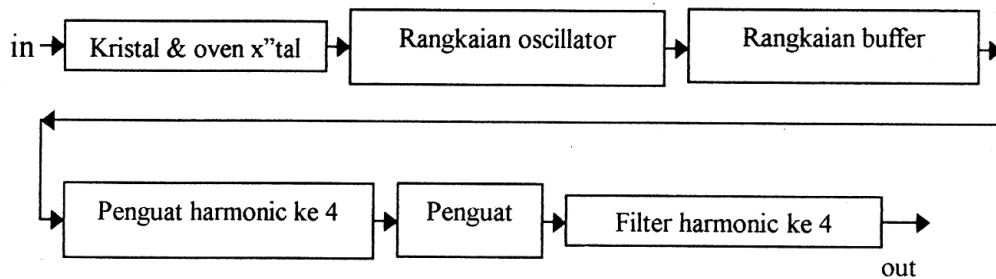 in
Kristal & oven x”tal
Rangkaian oscillator
Rangkaian buffer
Penguat harmonic ke 4
Penguat
Filter harmonic ke 4
out